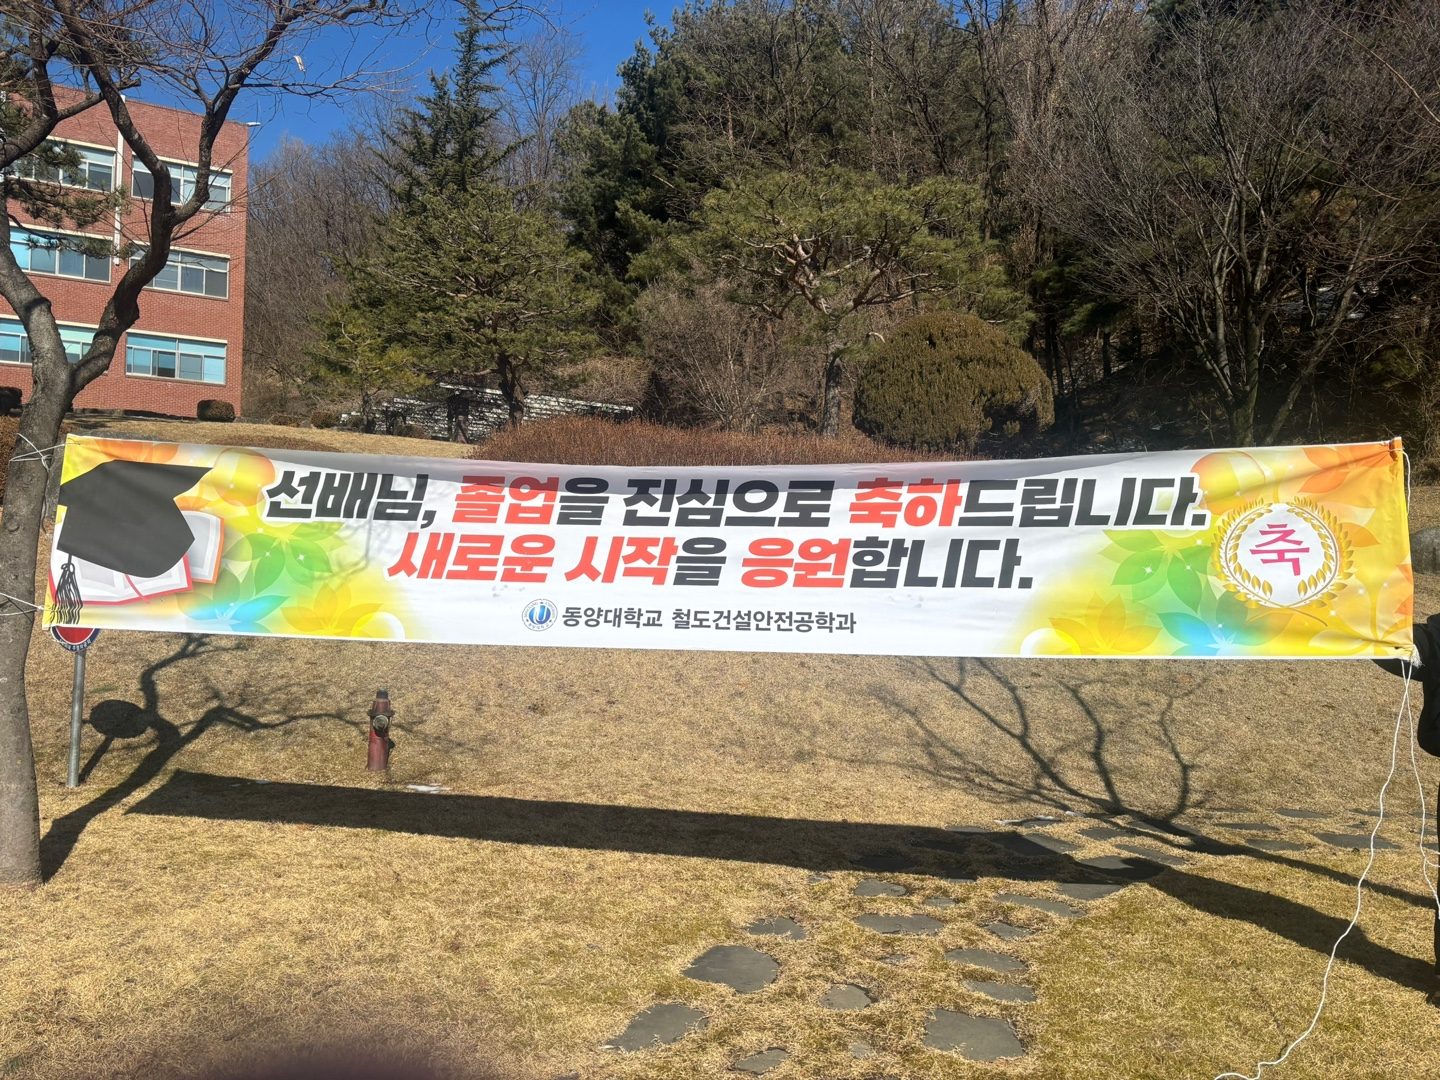 선배님, 졸업을 진심으로 축하드립니다.
새로운 시작을 응원합니다.
동양대학교 철도건설안전공학과
축